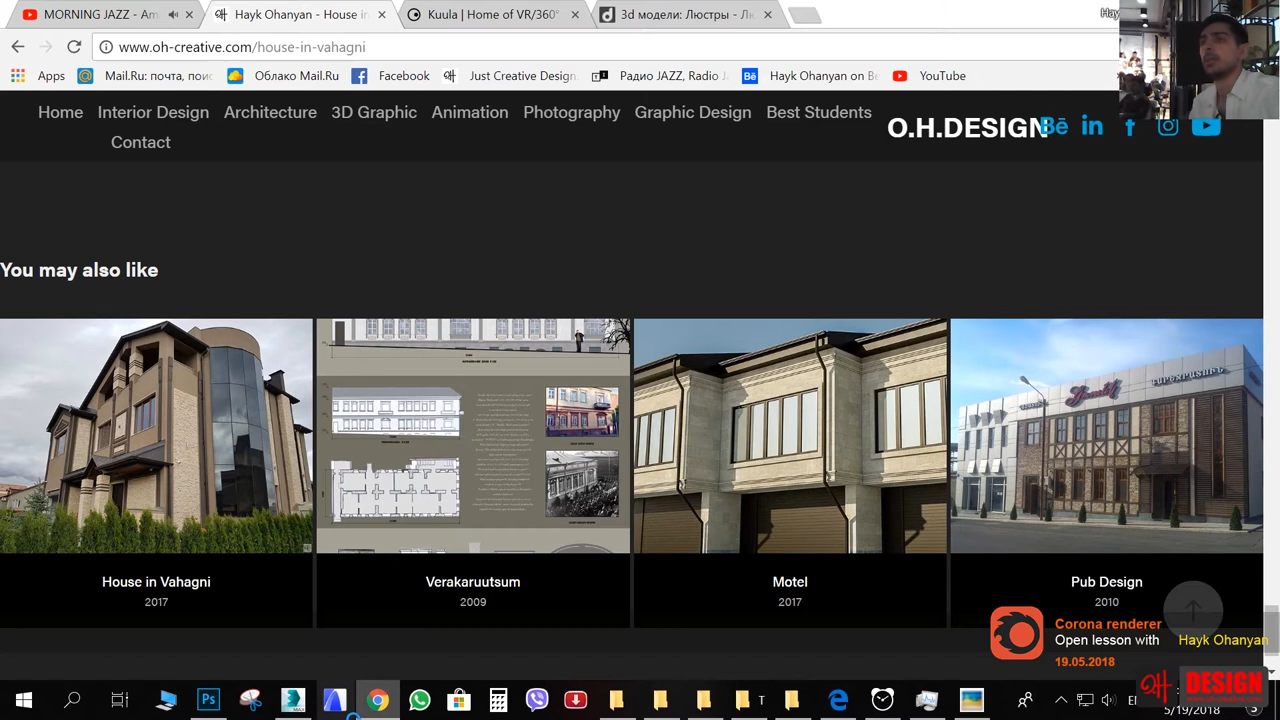 MORNING JAZZ - Am
Hayk Ohanyan - House in
Kuula | Home of VR/360°
3d модели: Люстры - Лю
Hay
www.oh-creative.com/house-in-vahagni
Apps
Mail.Ru: почта, поис
Облако Mail.Ru
Facebook
Just Creative Design
Радио JAZZ, Radio J
Hayk Ohanyan on Be
YouTube
Home Interior Design Architecture 3D Graphic Animation Photography Graphic Design Best Students
Contact
O.H.DESIGN
You may also like
House in Vahagni
2017
Verakaruutsum
2009
Motel
2017
Pub Design
2010
Corona renderer
Open lesson with Hayk Ohanyan
19.05.2018
DESIGN
5/19/2018